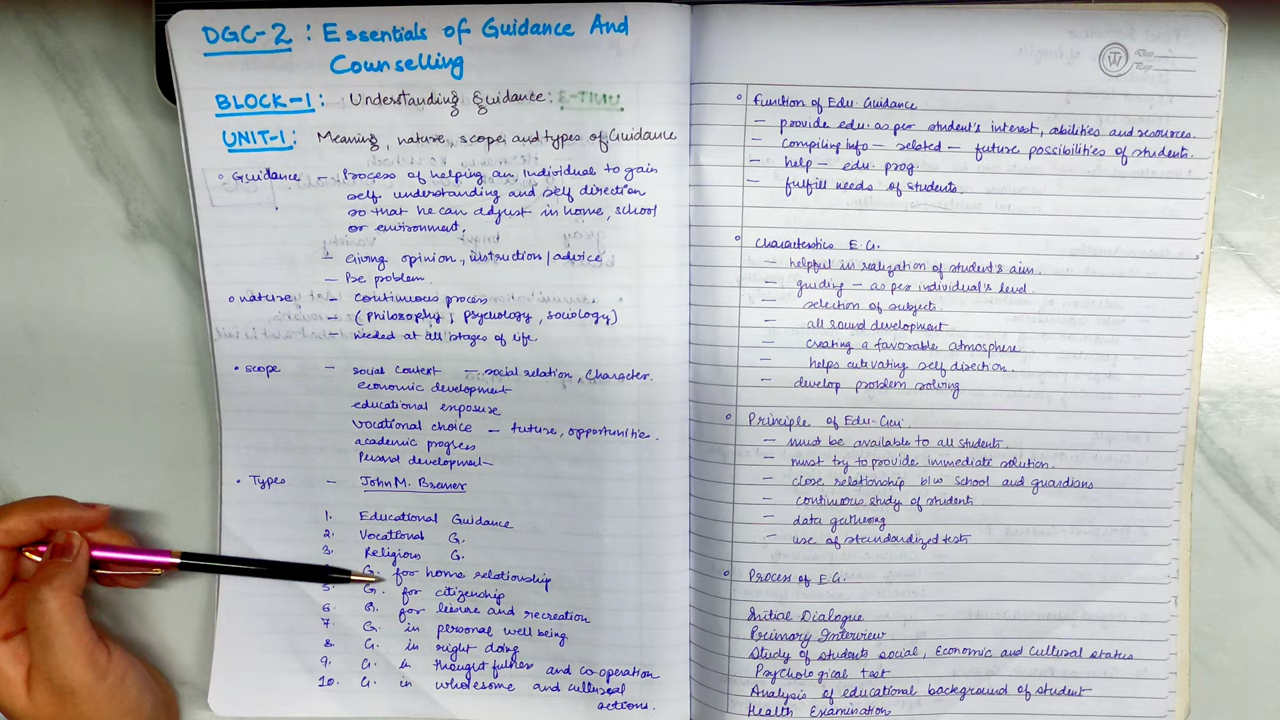 DGC-2 : Essentials of Guidance And
Counselling
BLOCK-1: Understanding Guidance:
UNIT-1: Meaning, nature, scope, and types of Guidance
Guidance - Process of helping an individual to gain
self understanding and self direction
so that he can adjust in home, school
or environment.
- Giving opinion, instruction/advice
- problem.
nature - continuous process
- (philosophy, psychology, sociology)
- needed at all stages of life
scope - social context - social relation, character.
economic development
educational exposure
vocational choice - future, opportunities.
academic progress
Personal development
Types - John M. Brewer
1. Educational Guidance
2. Vocational G.
3. Religious G.
G. for home relationship
5. G. for citizenship
6. G. for leisure and recreation
7. G. in personal well being
8. G. in right doing
9. G. in and co-operation
10. G. in wholesome and cultural
actions.
Function of Edu. Guidance
- provide edu. as per student's interest, abilities and resources.
- compiling info - related - future possibilities of students.
- help - edu. prog.
- fulfill needs of students.
Characteristics E.G.
- helpful in realization of student's aim.
- guiding - as per individual's level.
- selection of subjects.
- all round development
- creating a favorable atmosphere
- helps cultivating self direction.
- develop problem solving
Principle of Edu-Gui.
- must be available to all students.
- must try to provide immediate solution.
- close relationship b/w school and guardians
- continuous study of students
- data gathering
- use of standardized tests
Process of E.G.
Initial Dialogue
Primary Interview
Study of students social, Economic and cultural status
Psychological test
Analysis of educational background of student
Health Examination